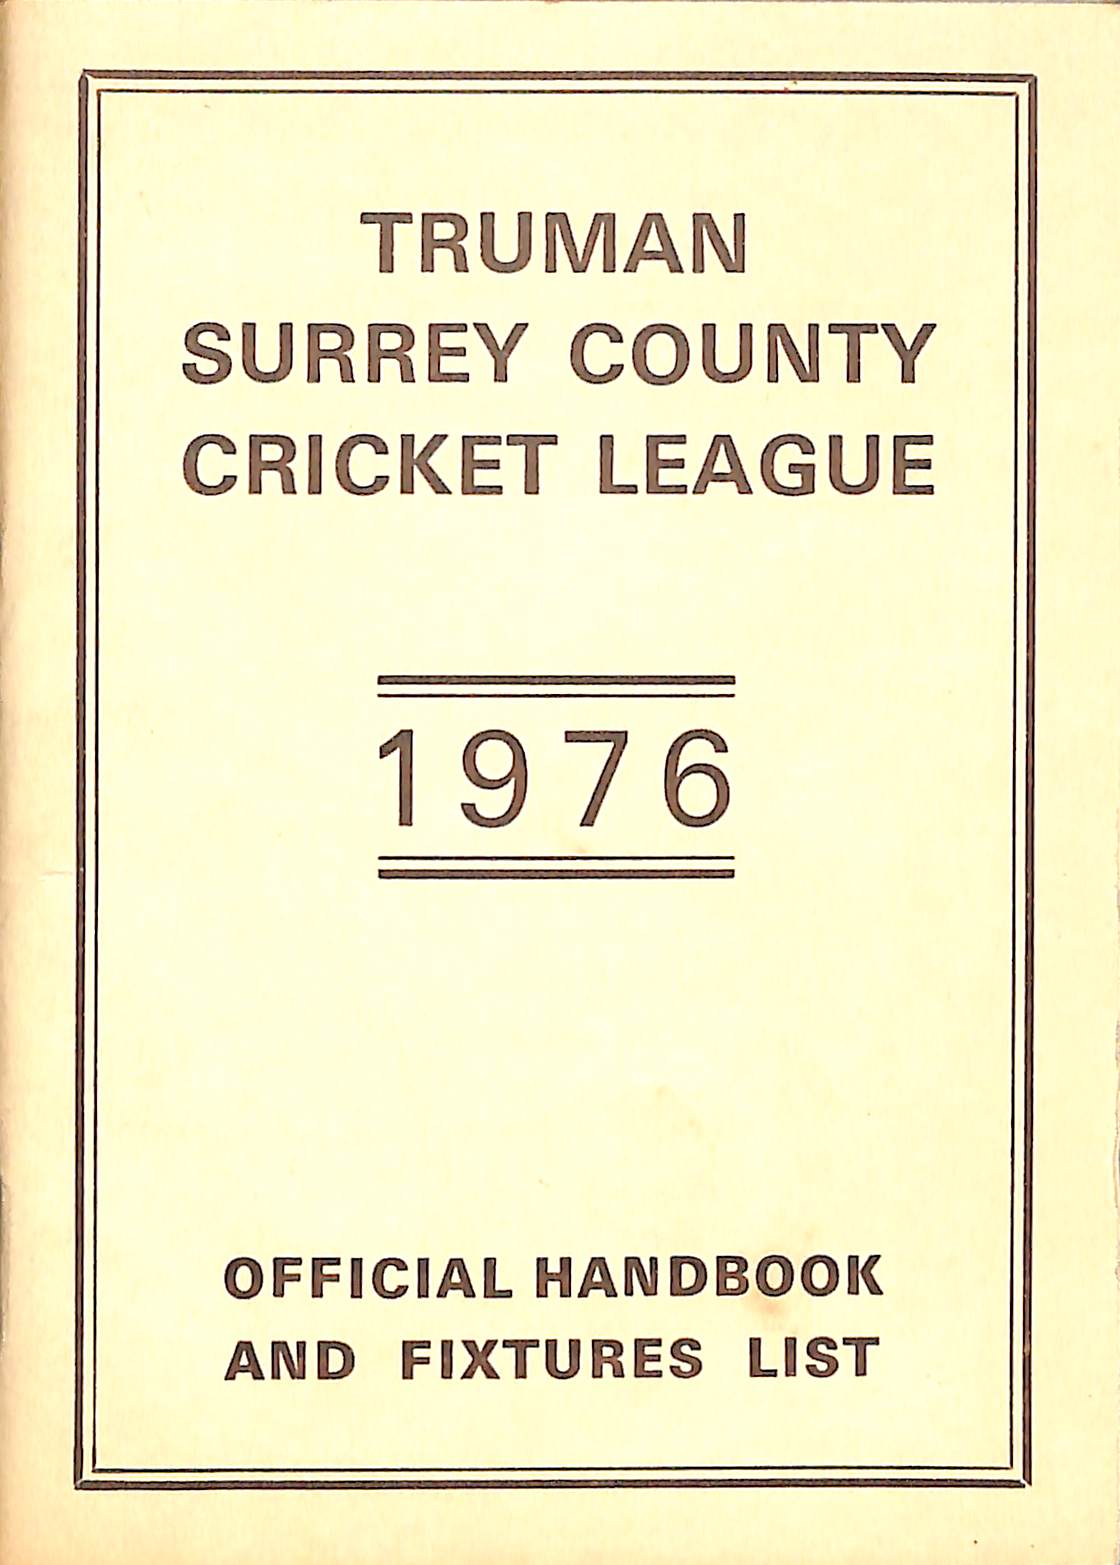 TRUMAN
SURREY COUNTY
CRICKET LEAGUE
1976
OFFICIAL HANDBOOK
AND FIXTURES LIST